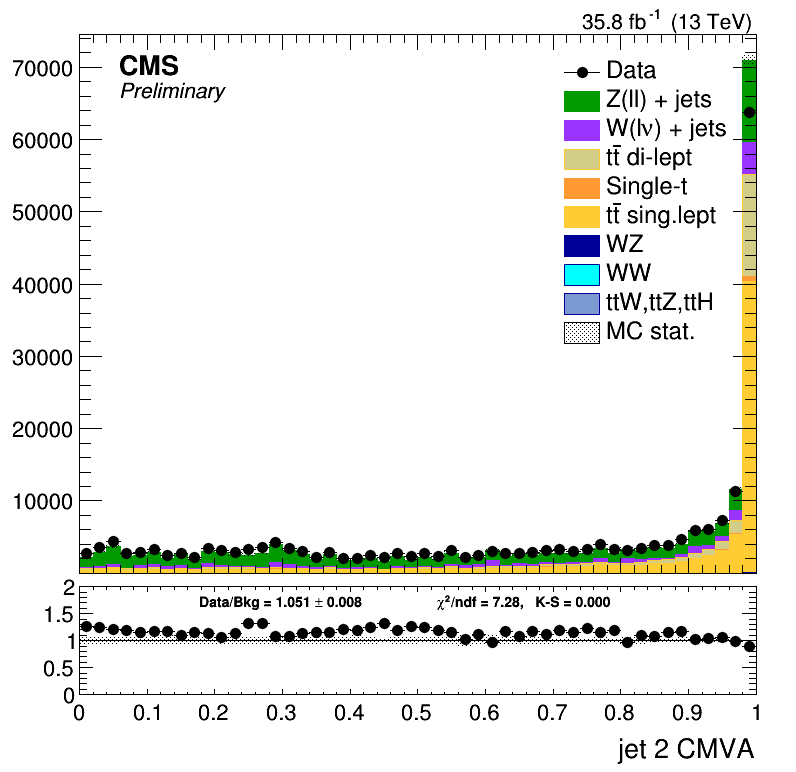 35.8 fb⁻¹ (13 TeV)
CMS
Preliminary
70000
60000
50000
40000
30000
20000
10000
Data
Z(ll) + jets
W(lν) + jets
tt̄ di-lept
Single-t
tt̄ sing.lept
WZ
WW
ttW,ttZ,ttH
MC stat.
2
1.5
1
0.5
0
Data/Bkg = 1.051 ± 0.008 χ²/ndf = 7.28, K-S = 0.000
0 0.1 0.2 0.3 0.4 0.5 0.6 0.7 0.8 0.9 1
jet 2 CMVA